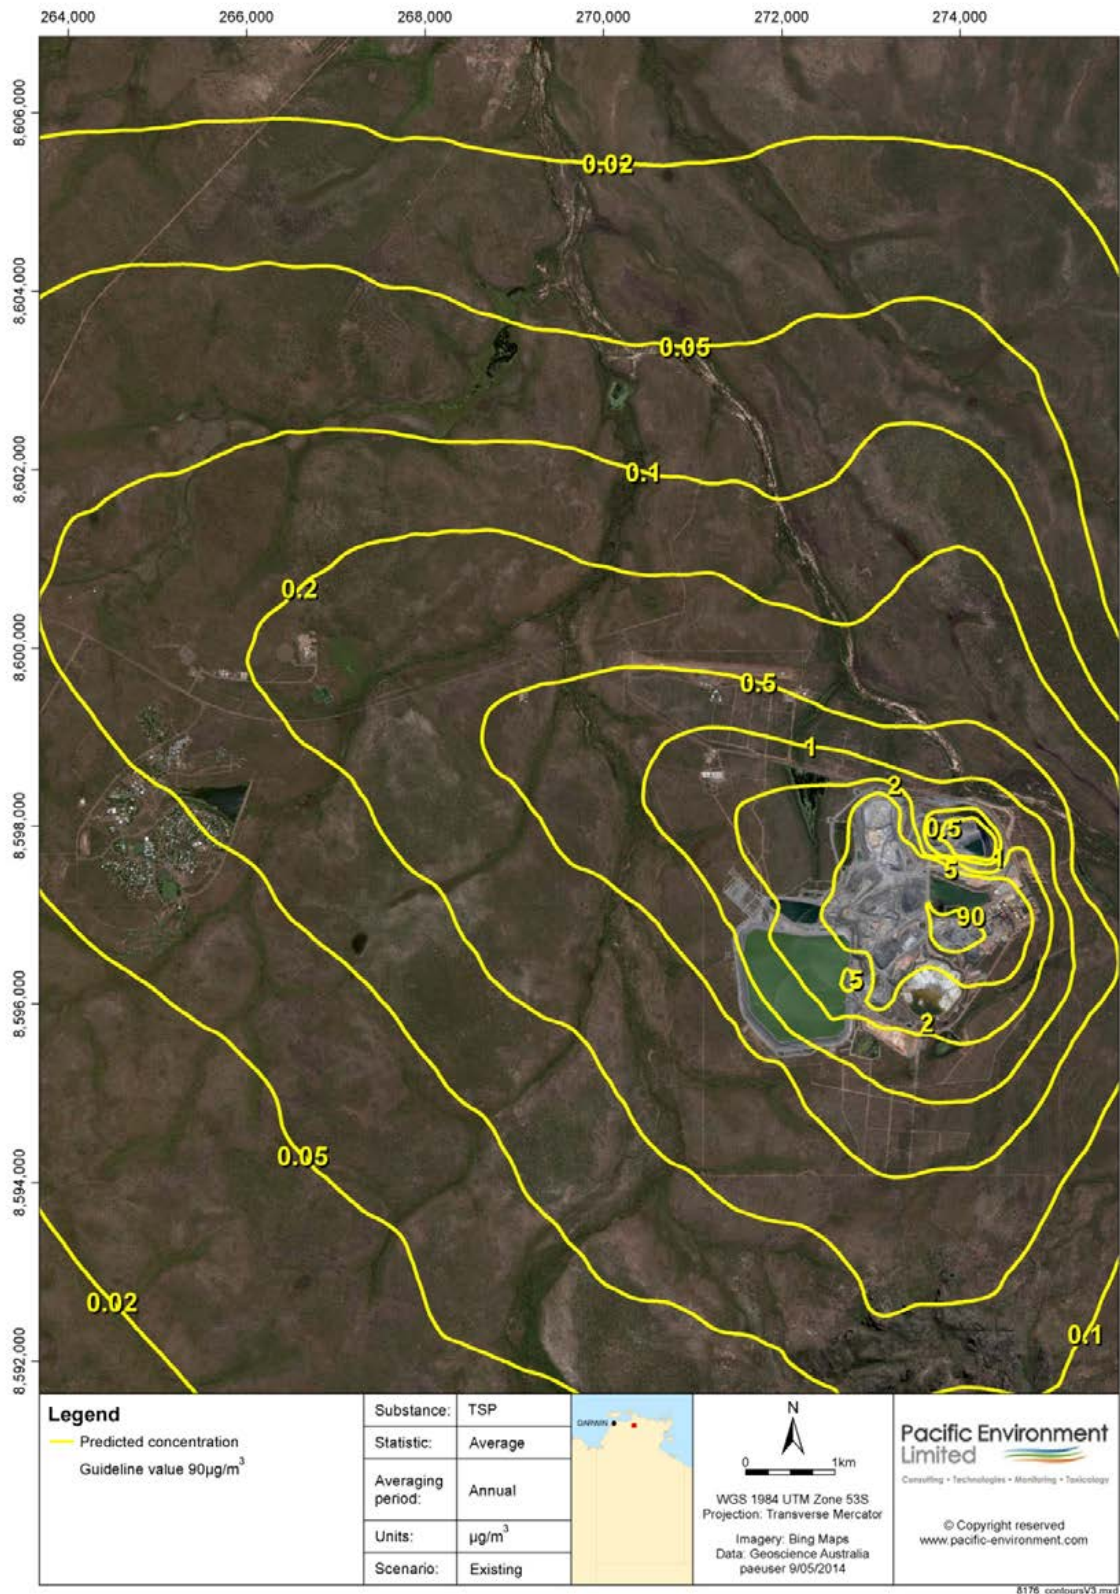 264,000 266,000 268,000 270,000 272,000 274,000
8,606,000
8,604,000
8,602,000
8,600,000
8,598,000
8,596,000
8,594,000
8,592,000
0.02
0.05
0.1
0.2
0.5
1
2
0.5
1
5
90
5
2
0.05
0.02
0.1
Legend
Predicted concentration
Guideline value 90µg/m³
Substance: TSP
Statistic: Average
Averaging period: Annual
Units: µg/m³
Scenario: Existing
DARWIN
N
0 1km
WGS 1984 UTM Zone 53S
Projection: Transverse Mercator
Imagery: Bing Maps
Data: Geoscience Australia
paeuser 9/05/2014
Pacific Environment
Limited
Consulting • Technologies • Monitoring • Toxicology
© Copyright reserved
www.pacific-environment.com
8176_contoursV3.mxd